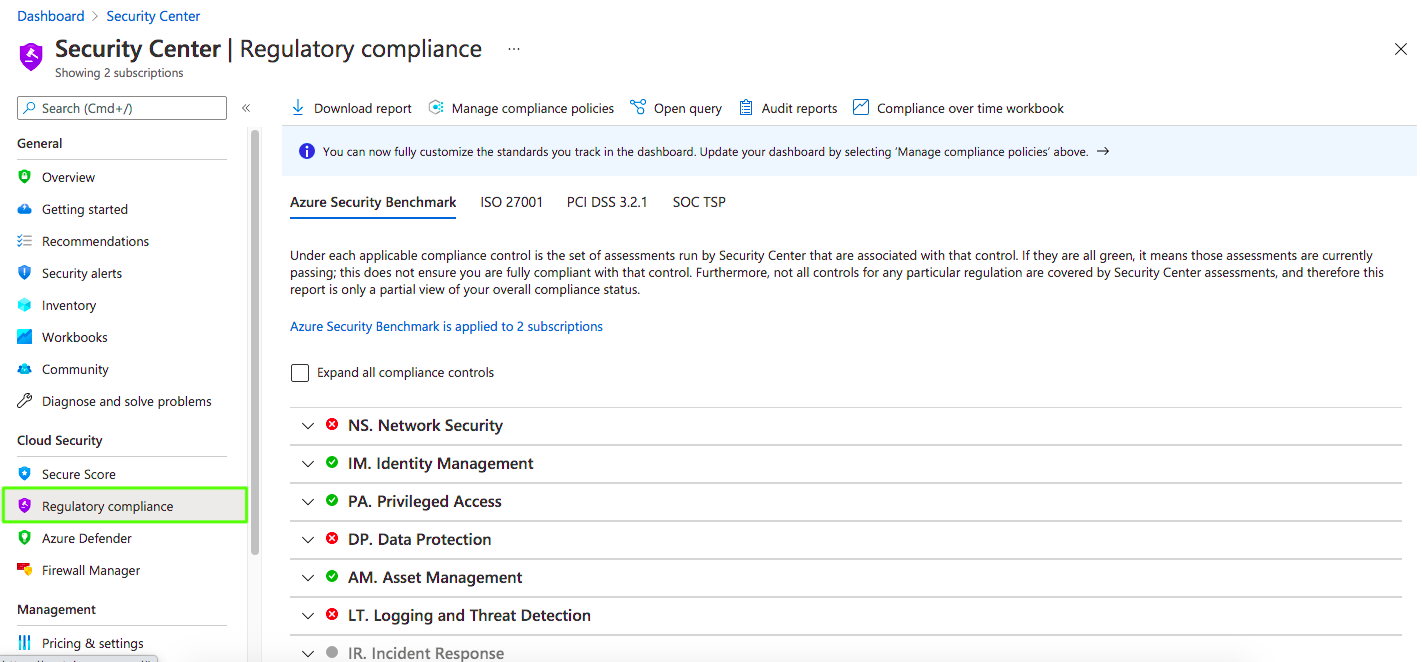 Dashboard > Security Center
Security Center | Regulatory compliance ...
Showing 2 subscriptions
Search (Cmd+/)
«
General
Overview
Getting started
Recommendations
Security alerts
Inventory
Workbooks
Community
Diagnose and solve problems
Cloud Security
Secure Score
Regulatory compliance
Azure Defender
Firewall Manager
Management
Pricing & settings
Download report Manage compliance policies Open query Audit reports Compliance over time workbook
You can now fully customize the standards you track in the dashboard. Update your dashboard by selecting 'Manage compliance policies' above. →
Azure Security Benchmark ISO 27001 PCI DSS 3.2.1 SOC TSP
Under each applicable compliance control is the set of assessments run by Security Center that are associated with that control. If they are all green, it means those assessments are currently
passing; this does not ensure you are fully compliant with that control. Furthermore, not all controls for any particular regulation are covered by Security Center assessments, and therefore this
report is only a partial view of your overall compliance status.
Azure Security Benchmark is applied to 2 subscriptions
Expand all compliance controls
NS. Network Security
IM. Identity Management
PA. Privileged Access
DP. Data Protection
AM. Asset Management
LT. Logging and Threat Detection
IR. Incident Response